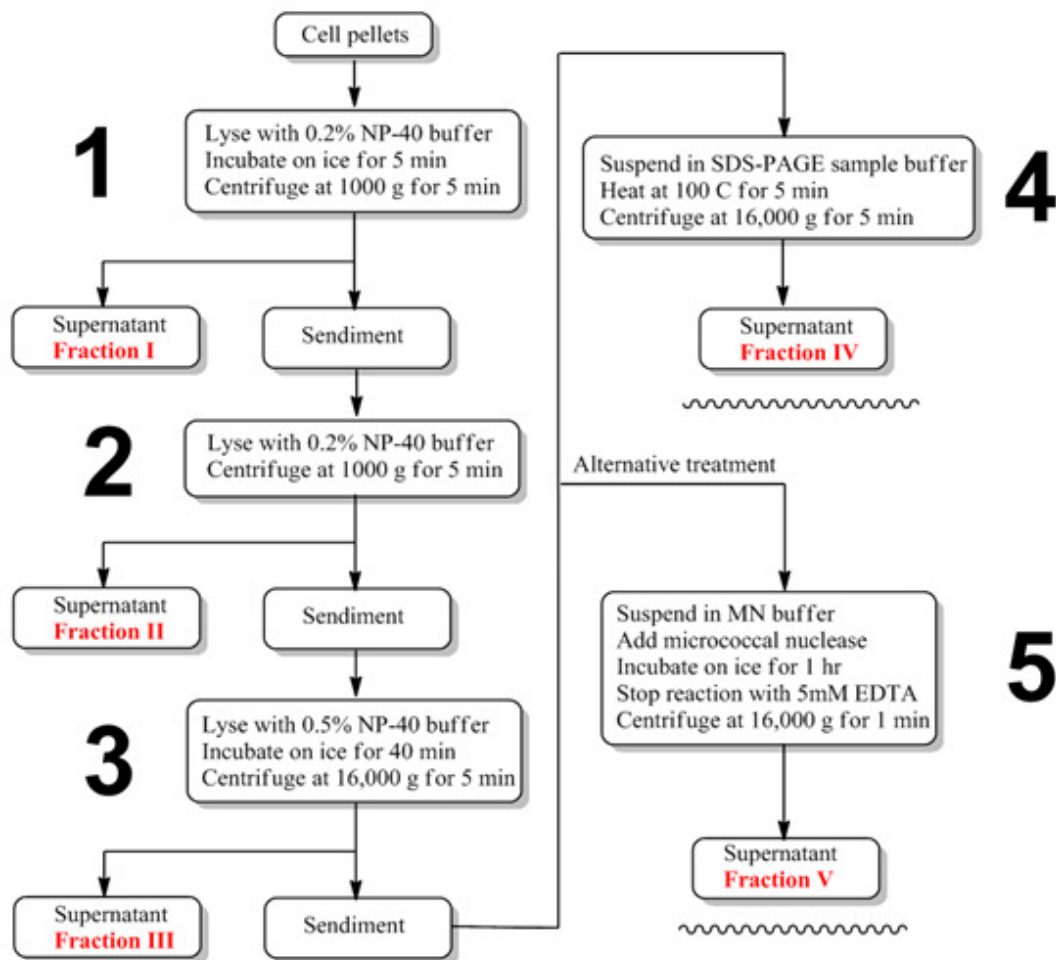 Cell pellets
1
Lyse with 0.2% NP-40 buffer
Incubate on ice for 5 min
Centrifuge at 1000 g for 5 min
Supernatant
Fraction I
Sendiment
2
Lyse with 0.2% NP-40 buffer
Centrifuge at 1000 g for 5 min
Supernatant
Fraction II
Sendiment
3
Lyse with 0.5% NP-40 buffer
Incubate on ice for 40 min
Centrifuge at 16,000 g for 5 min
Supernatant
Fraction III
Sendiment
4
Suspend in SDS-PAGE sample buffer
Heat at 100 C for 5 min
Centrifuge at 16,000 g for 5 min
Supernatant
Fraction IV
Alternative treatment
5
Suspend in MN buffer
Add micrococcal nuclease
Incubate on ice for 1 hr
Stop reaction with 5mM EDTA
Centrifuge at 16,000 g for 1 min
Supernatant
Fraction V